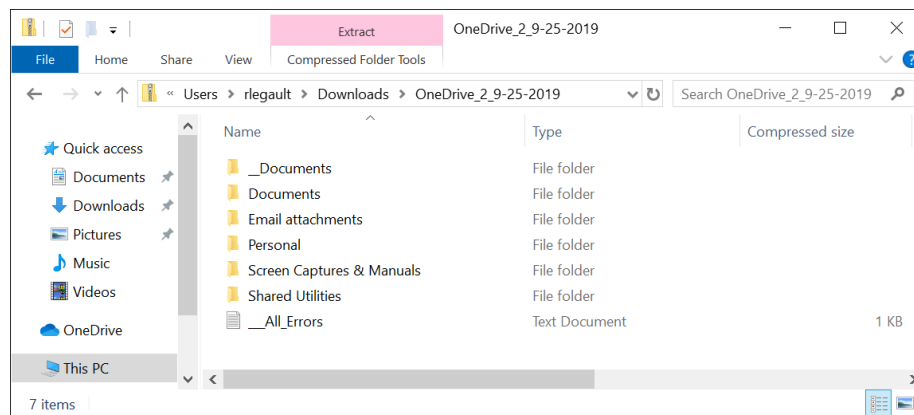 Extract OneDrive_2_9-25-2019
File Home Share View Compressed Folder Tools ?
« Users > rlegault > Downloads > OneDrive_2_9-25-2019 Search OneDrive_2_9-25-2019
Name Type Compressed size
Quick access
Documents
Downloads
Pictures
Music
Videos
OneDrive
This PC
__Documents File folder
Documents File folder
Email attachments File folder
Personal File folder
Screen Captures & Manuals File folder
Shared Utilities File folder
__All_Errors Text Document 1 KB
7 items